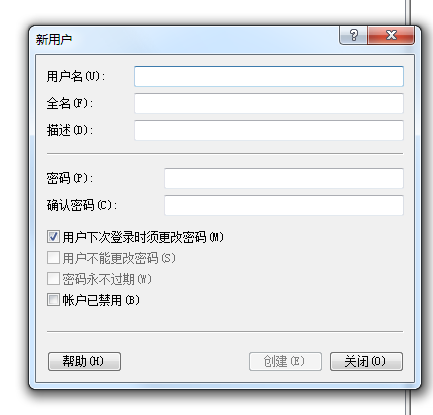 新用户
用户名(U):
全名(F):
描述(D):
密码(P):
确认密码(C):
用户下次登录时须更改密码(M)
用户不能更改密码(S)
密码永不过期(W)
帐户已禁用(B)
帮助(H) 创建(E) 关闭(O)